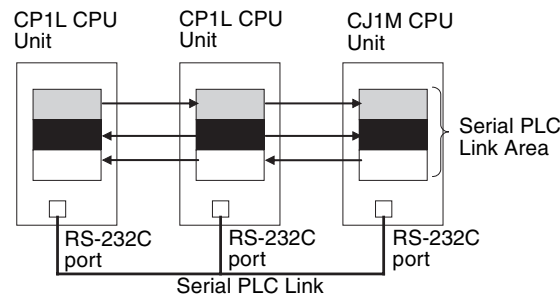 CP1L CPU
Unit
CP1L CPU
Unit
CJ1M CPU
Unit
Serial PLC
Link Area
RS-232C
port
RS-232C
port
RS-232C
port
Serial PLC Link